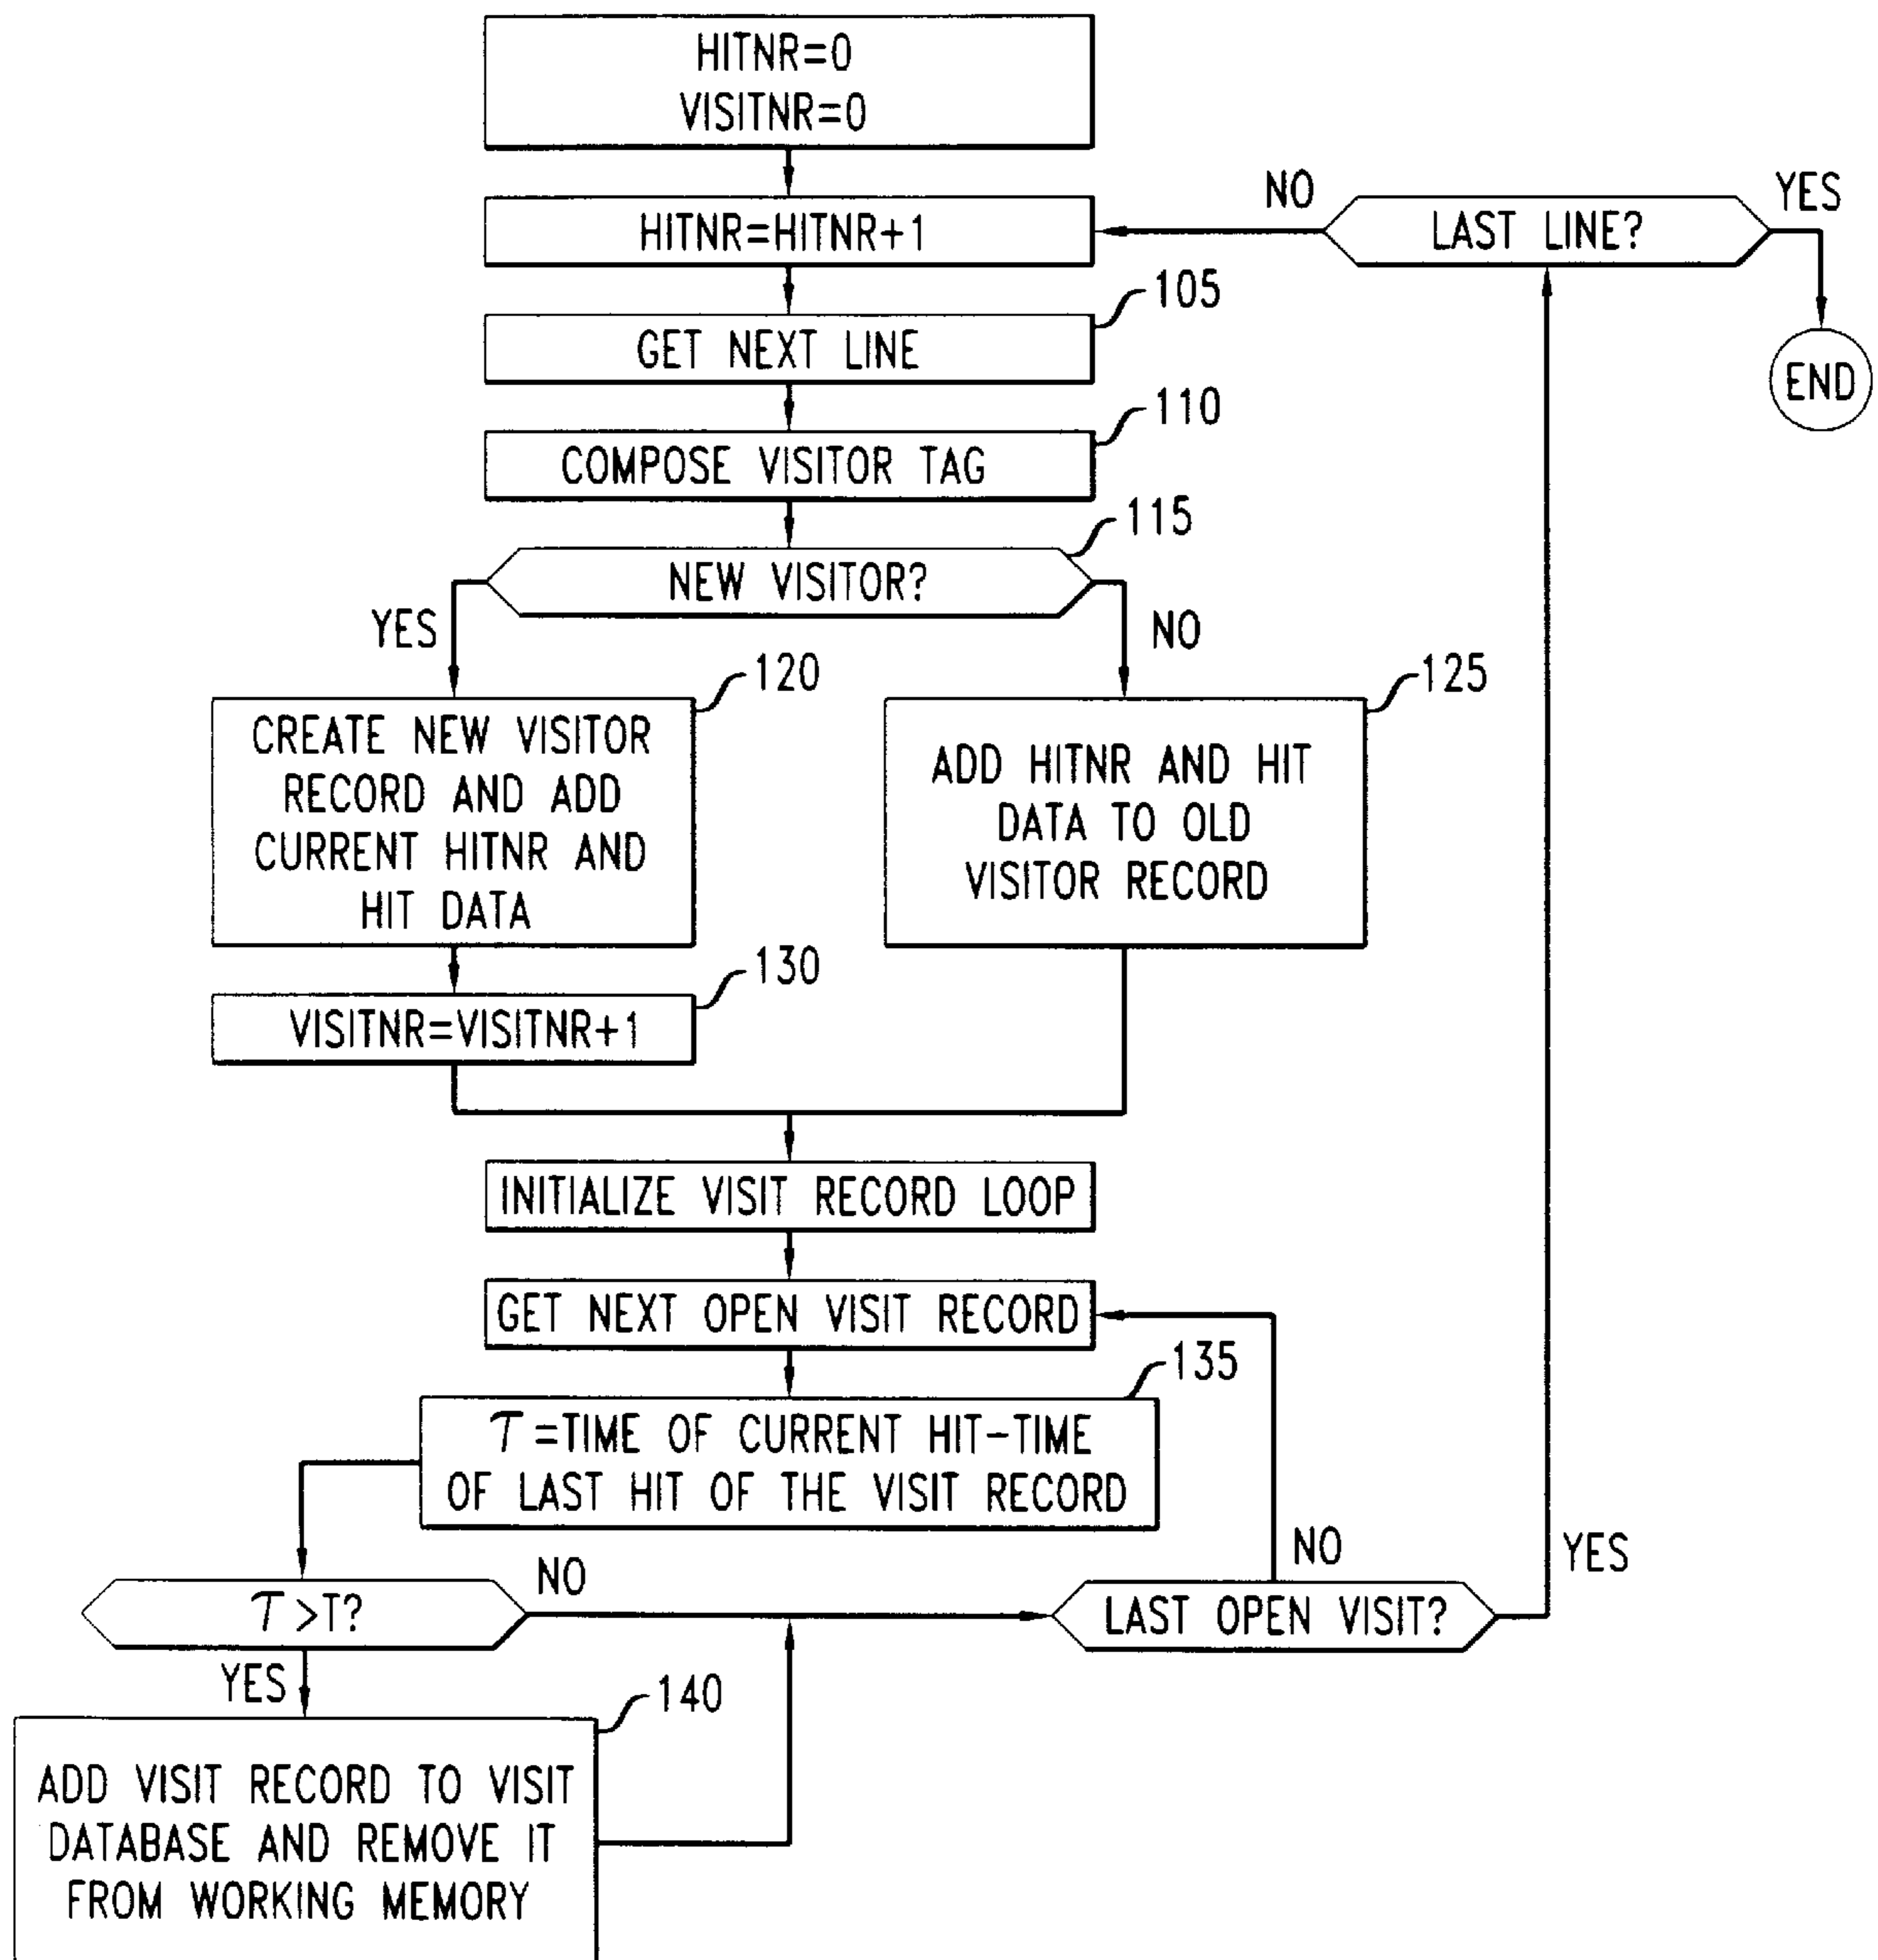 HITNR=0
VISITNR=0
HITNR=HITNR+1
NO
LAST LINE?
YES
END
105
GET NEXT LINE
110
COMPOSE VISITOR TAG
115
NEW VISITOR?
YES
NO
120
CREATE NEW VISITOR
RECORD AND ADD
CURRENT HITNR AND
HIT DATA
125
ADD HITNR AND HIT
DATA TO OLD
VISITOR RECORD
130
VISITNR=VISITNR+1
INITIALIZE VISIT RECORD LOOP
GET NEXT OPEN VISIT RECORD
135
τ=TIME OF CURRENT HIT-TIME
OF LAST HIT OF THE VISIT RECORD
τ>T?
NO
YES
LAST OPEN VISIT?
NO
YES
140
ADD VISIT RECORD TO VISIT
DATABASE AND REMOVE IT
FROM WORKING MEMORY